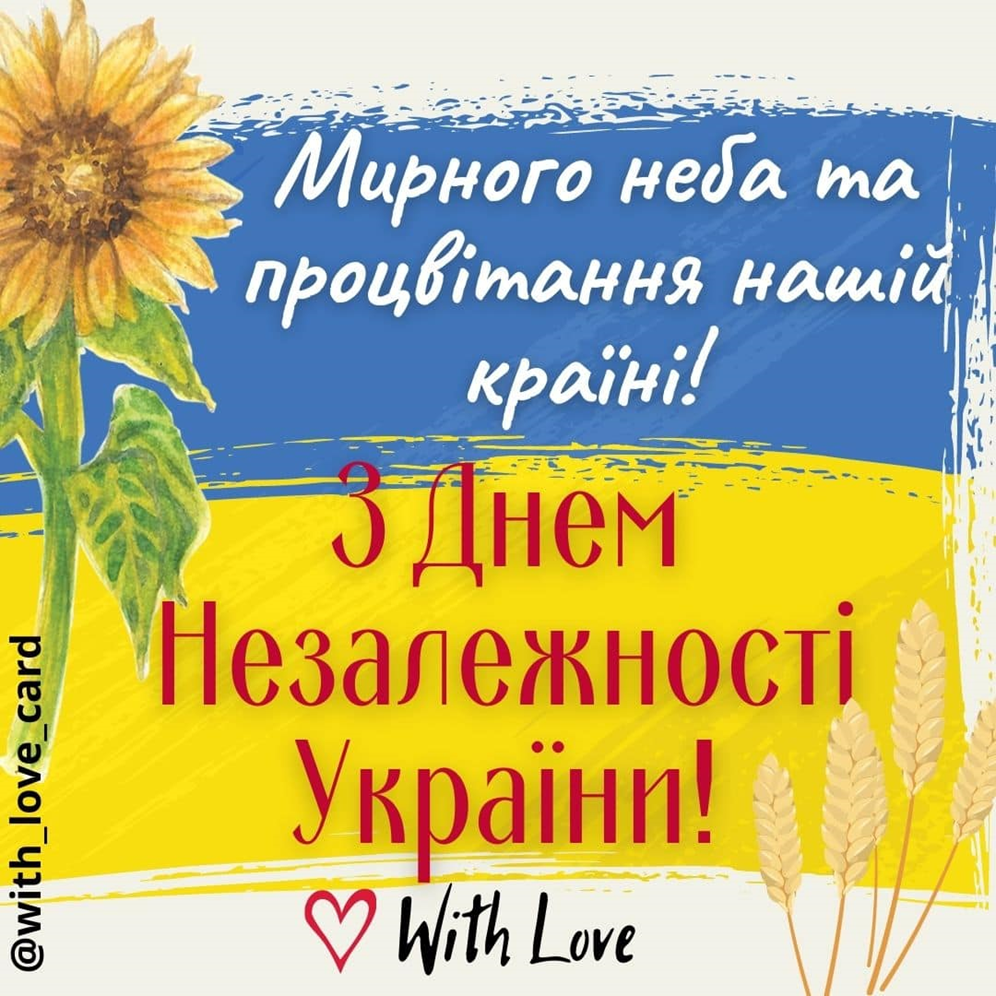 Мирного неба та
процвітання нашій
країні!
З Днем
Незалежності
України!
With Love
@with_love_card